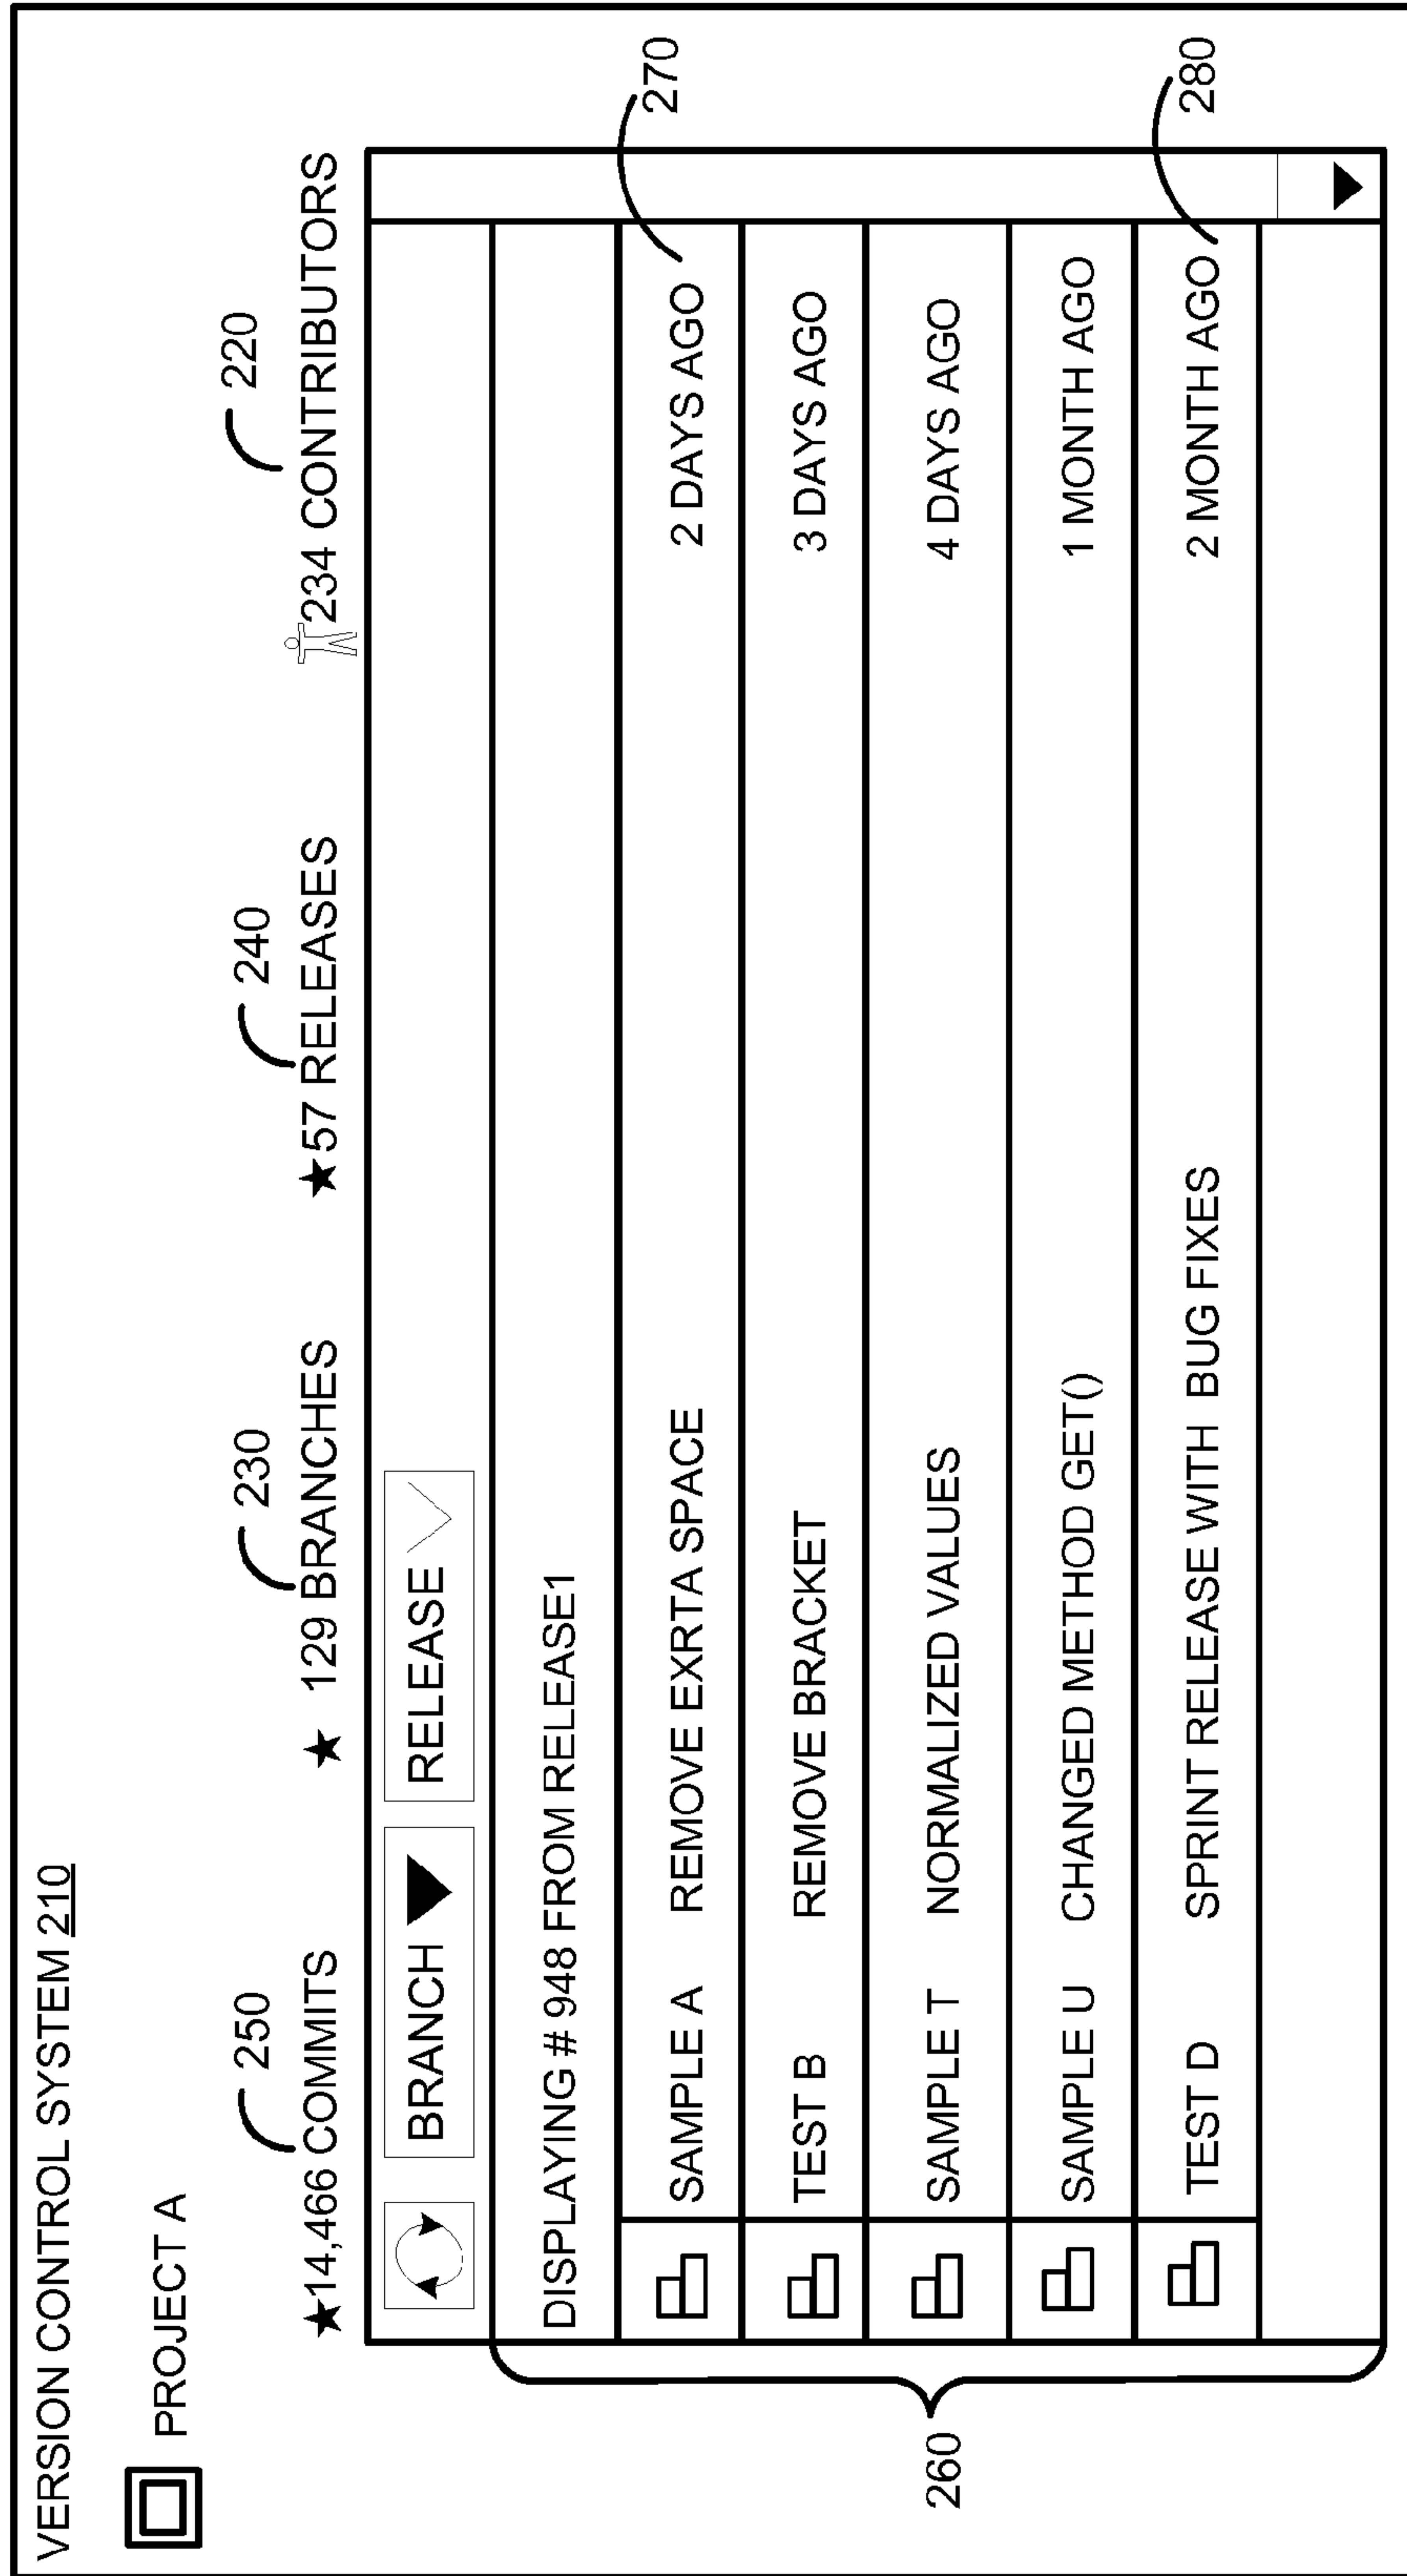 VERSION CONTROL SYSTEM 210
PROJECT A
250 230 240 220
★14,466 COMMITS ★ 129 BRANCHES ★57 RELEASES 234 CONTRIBUTORS
BRANCH RELEASE
DISPLAYING # 948 FROM RELEASE1
270
SAMPLE A REMOVE EXRTA SPACE 2 DAYS AGO
TEST B REMOVE BRACKET 3 DAYS AGO
260
SAMPLE T NORMALIZED VALUES 4 DAYS AGO
SAMPLE U CHANGED METHOD GET() 1 MONTH AGO
TEST D SPRINT RELEASE WITH BUG FIXES 2 MONTH AGO
280